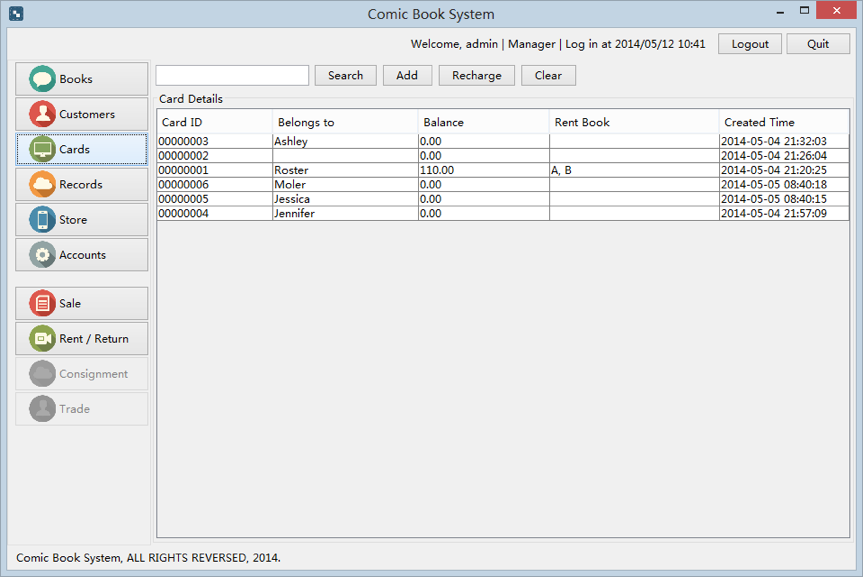 Comic Book System
Welcome, admin | Manager | Log in at 2014/05/12 10:41 Logout Quit
Books
Customers
Cards
Records
Store
Accounts
Sale
Rent / Return
Consignment
Trade
Search Add Recharge Clear
Card Details
Card ID Belongs to Balance Rent Book Created Time
00000003 Ashley 0.00 2014-05-04 21:32:03
00000002 0.00 2014-05-04 21:26:04
00000001 Roster 110.00 A, B 2014-05-04 21:20:25
00000006 Moler 0.00 2014-05-05 08:40:18
00000005 Jessica 0.00 2014-05-05 08:40:15
00000004 Jennifer 0.00 2014-05-04 21:57:09
Comic Book System, ALL RIGHTS REVERSED, 2014.